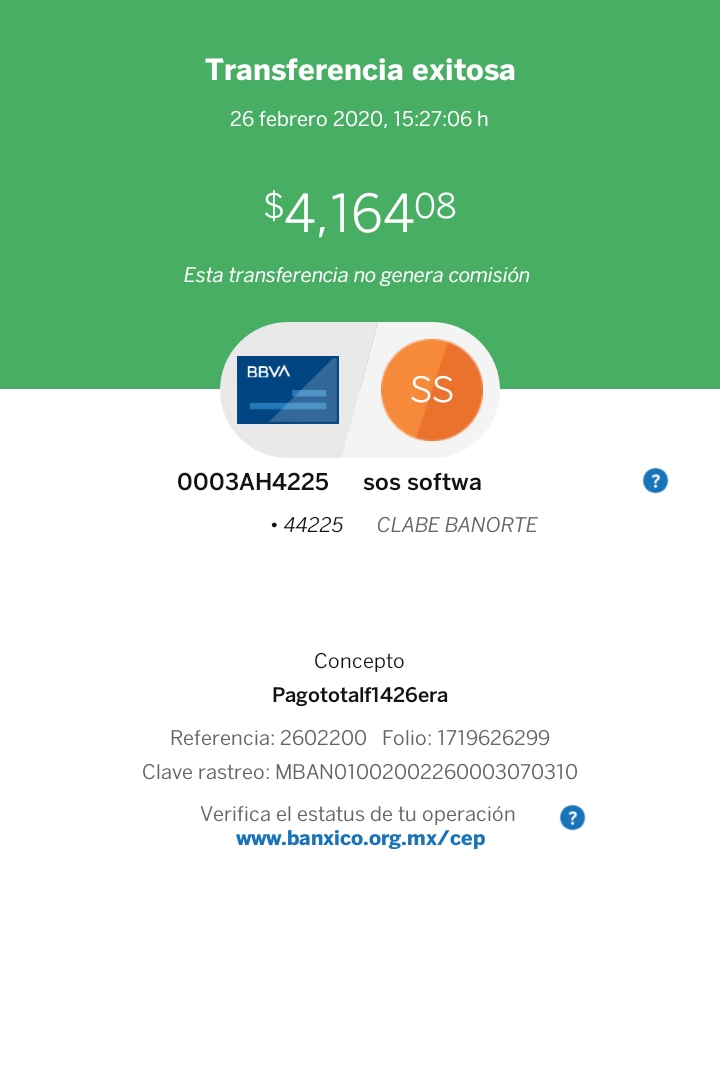 Transferencia exitosa
26 febrero 2020, 15:27:06 h
$4,16408
Esta transferencia no genera comisión
BBVA
SS
0003AH4225 sos softwa ?
• 44225 CLABE BANORTE
Concepto
Pagototalf1426era
Referencia: 2602200 Folio: 1719626299
Clave rastreo: MBAN01002002260003070310
Verifica el estatus de tu operación ?
www.banxico.org.mx/cep